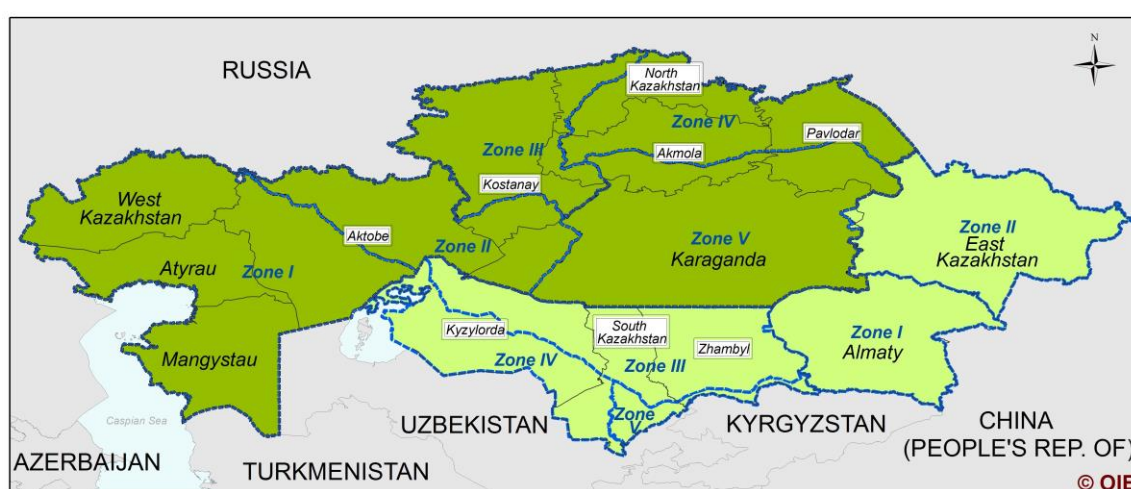 RUSSIA
N
North
Kazakhstan
Zone IV
Pavlodar
Zone III
Akmola
Kostanay
West
Kazakhstan
Aktobe
Zone II
Zone V
Karaganda
Zone II
East
Kazakhstan
Atyrau
Zone I
Kyzylorda
South
Kazakhstan
Zhambyl
Zone I
Almaty
Mangystau
Zone IV
Zone III
Zone
V
Caspian Sea
UZBEKISTAN
KYRGYZSTAN
CHINA
(PEOPLE'S REP. OF)
AZERBAIJAN
TURKMENISTAN
© OIE